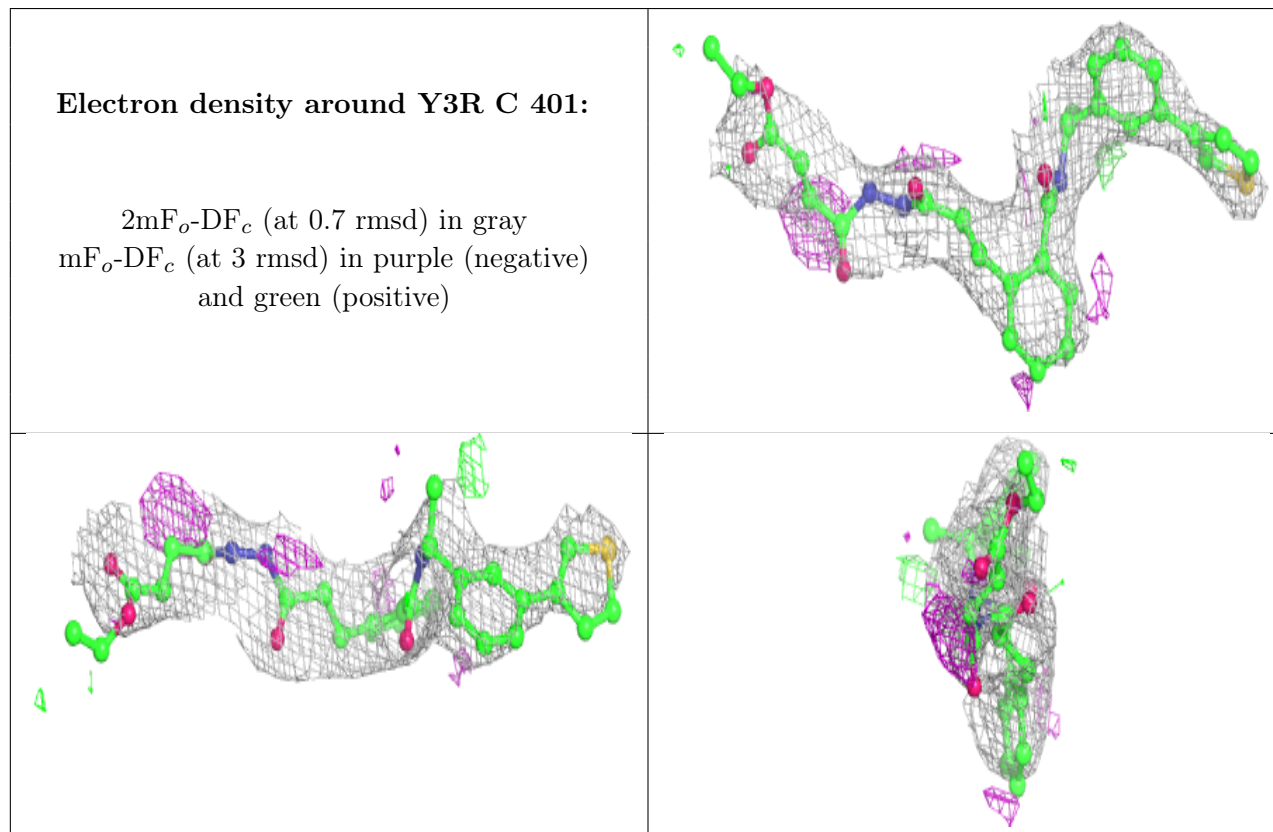 Electron density around Y3R C 401:
2mFo-DFc (at 0.7 rmsd) in gray
mFo-DFc (at 3 rmsd) in purple (negative)
and green (positive)